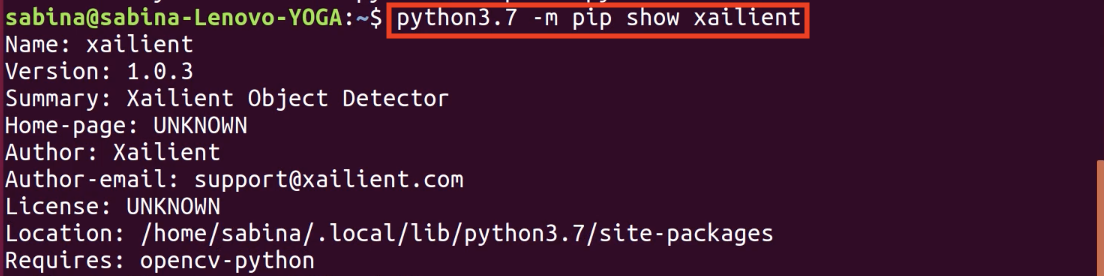 sabina@sabina-Lenovo-YOGA:~$ python3.7 -m pip show xailient
Name: xailient
Version: 1.0.3
Summary: Xailient Object Detector
Home-page: UNKNOWN
Author: Xailient
Author-email: support@xailient.com
License: UNKNOWN
Location: /home/sabina/.local/lib/python3.7/site-packages
Requires: opencv-python